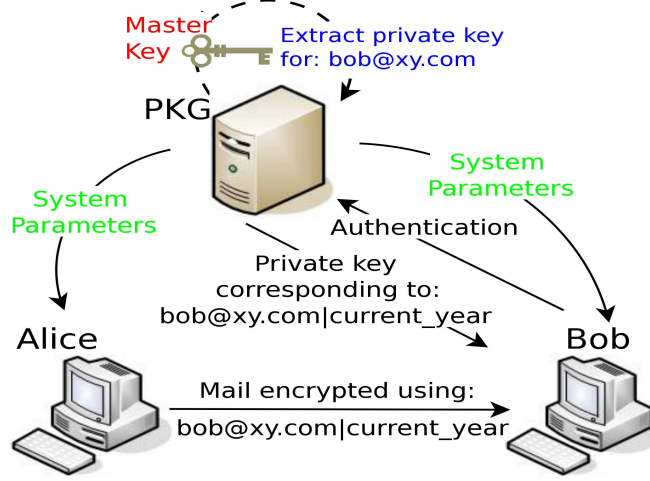 Master
Key
Extract private key
for: bob@xy.com
PKG
System
Parameters
System
Parameters
Authentication
Private key
corresponding to:
bob@xy.com|current_year
Alice
Bob
Mail encrypted using:
bob@xy.com|current_year